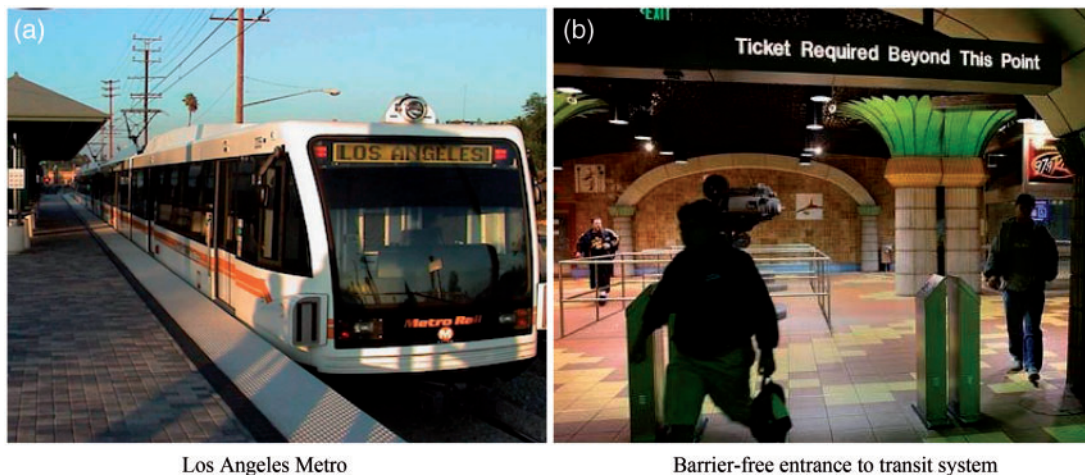 (a)
LOS ANGELES
Metro Rail
M
(b)
EXIT
Ticket Required Beyond This Point
Los Angeles Metro
Barrier-free entrance to transit system